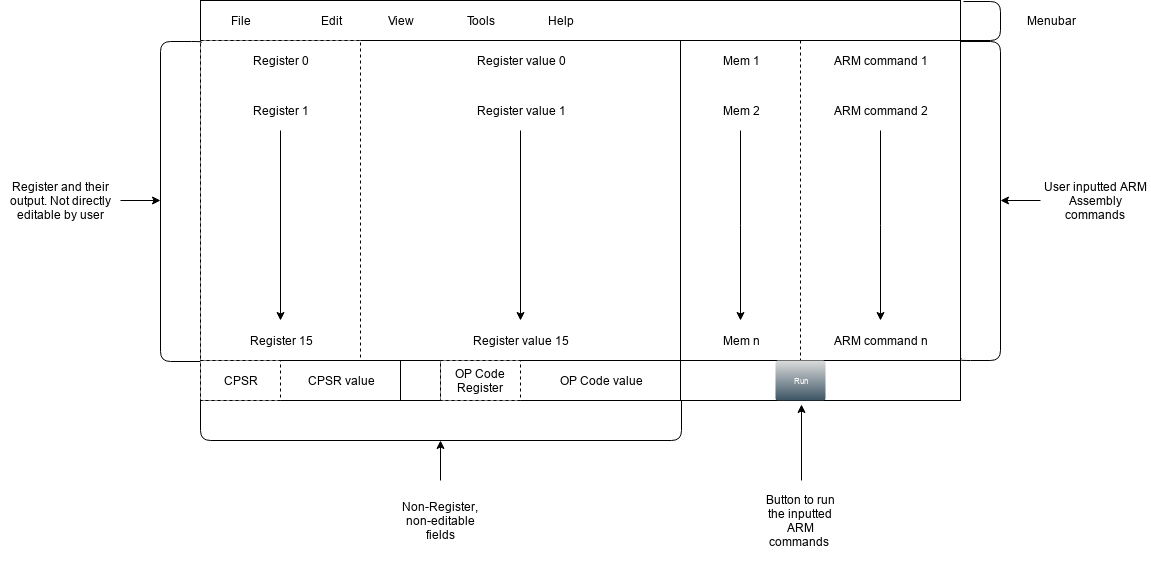 File Edit View Tools Help Menubar
Register 0 Register value 0 Mem 1 ARM command 1
Register 1 Register value 1 Mem 2 ARM command 2
Register and their
output. Not directly
editable by user
User inputted ARM
Assembly
commands
Register 15 Register value 15 Mem n ARM command n
CPSR CPSR value
OP Code
Register
OP Code value
Run
Non-Register,
non-editable
fields
Button to run
the inputted
ARM
commands